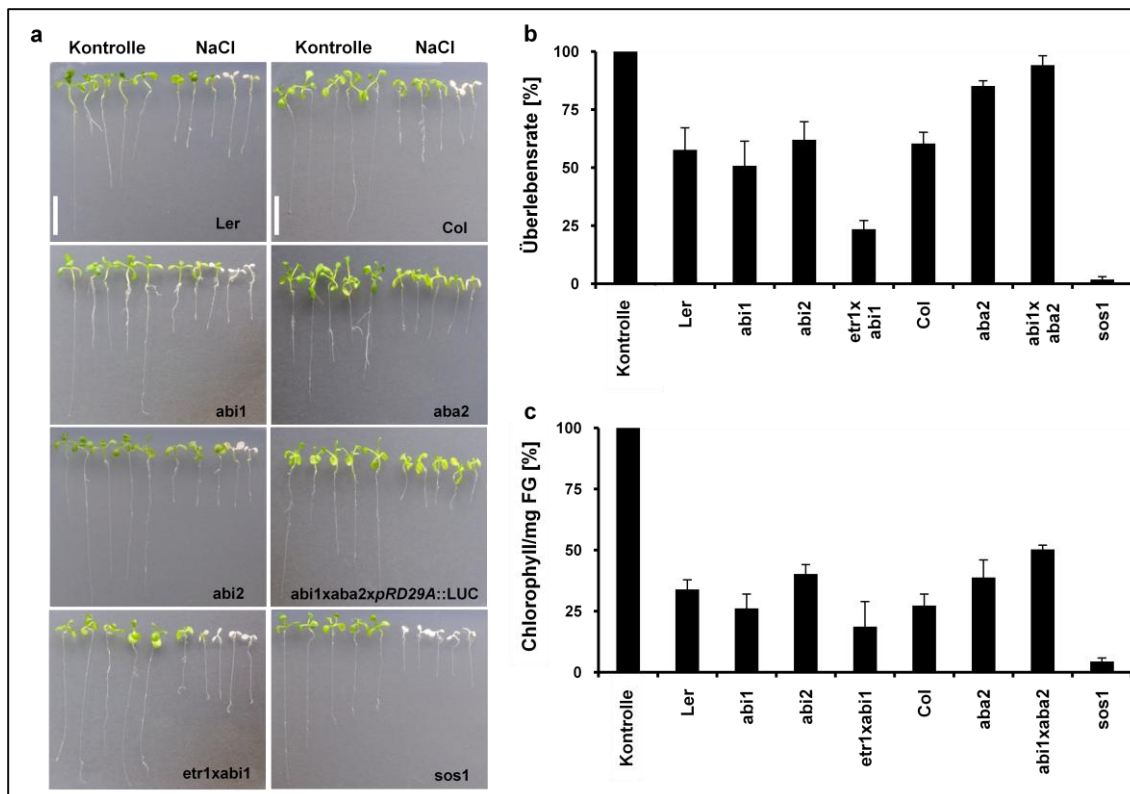 a
Kontrolle NaCl Kontrolle NaCl
Ler
Col
abi1
aba2
abi2
abi1xaba2xpRD29A::LUC
etr1xabi1
sos1
b
Überlebensrate [%]
100
75
50
25
0
Kontrolle
Ler
abi1
abi2
etr1x
abi1
Col
aba2
abi1x
aba2
sos1
c
Chlorophyll/mg FG [%]
100
75
50
25
0
Kontrolle
Ler
abi1
abi2
etr1xabi1
Col
aba2
abi1xaba2
sos1